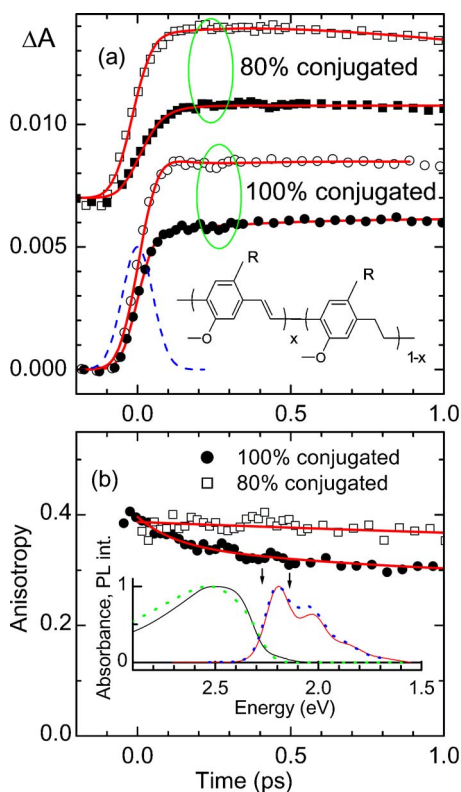 ΔA
(a)
80% conjugated
0.010
100% conjugated
0.005
R
R
O
x
O
1-x
0.000
0.0
0.5
1.0
(b)
100% conjugated
80% conjugated
0.4
Anisotropy
0.2
0.0
Absorbance, PL int.
1
0
2.5
2.0
1.5
Energy (eV)
0.0
0.5
1.0
Time (ps)